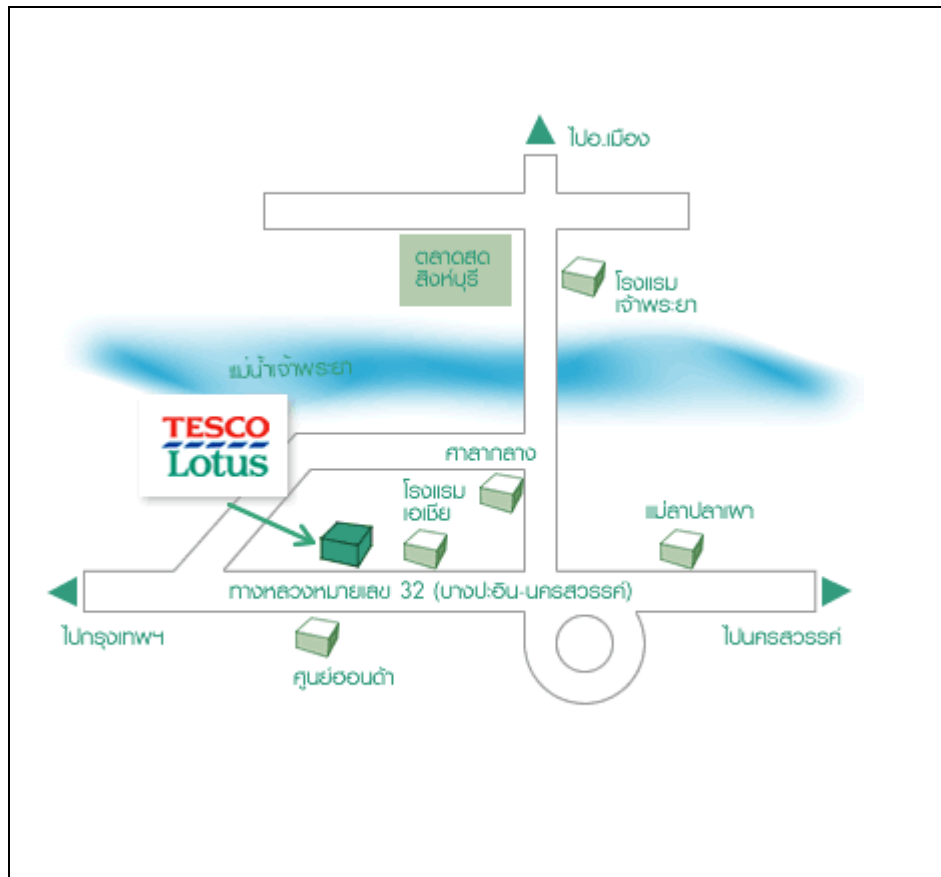 ไปอ.เมือง
ตลาดสด
สิงห์บุรี
โรงแรม
เจ้าพระยา
แม่น้ำเจ้าพระยา
TESCO
Lotus
ศาลากลาง
โรงแรม
เอเชีย
แม่ลาปลาเผา
ทางหลวงหมายเลข 32 (บางปะอิน-นครสวรรค์)
ไปกรุงเทพฯ
ไปนครสวรรค์
ศูนย์ฮอนด้า